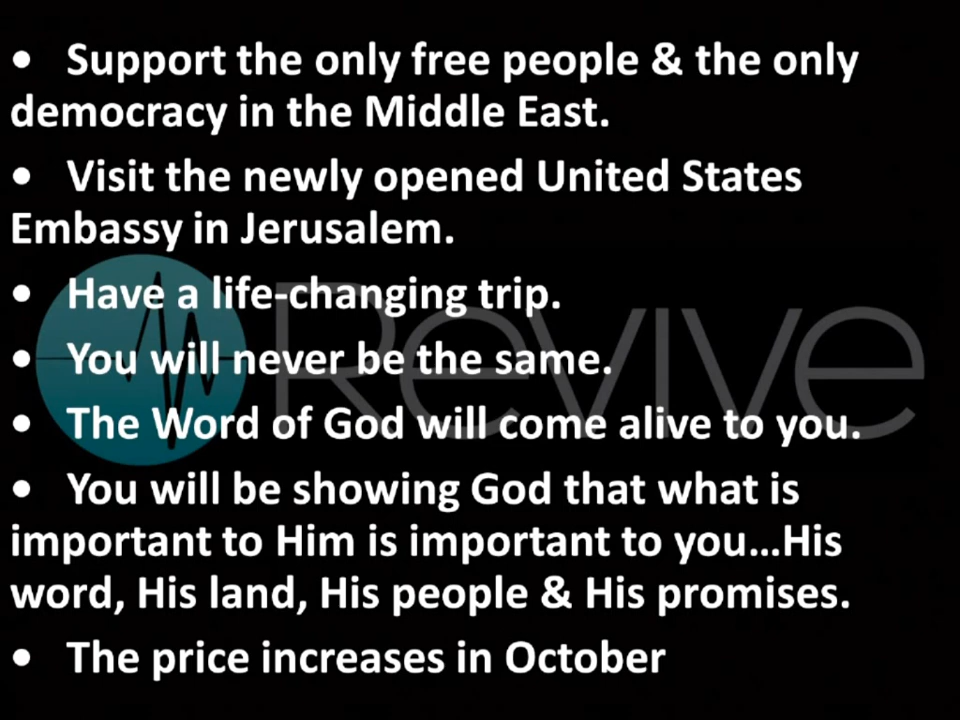 • Support the only free people & the only
democracy in the Middle East.
• Visit the newly opened United States
Embassy in Jerusalem.
• Have a life-changing trip.
• You will never be the same.
• The Word of God will come alive to you.
• You will be showing God that what is
important to Him is important to you...His
word, His land, His people & His promises.
• The price increases in October
Revive